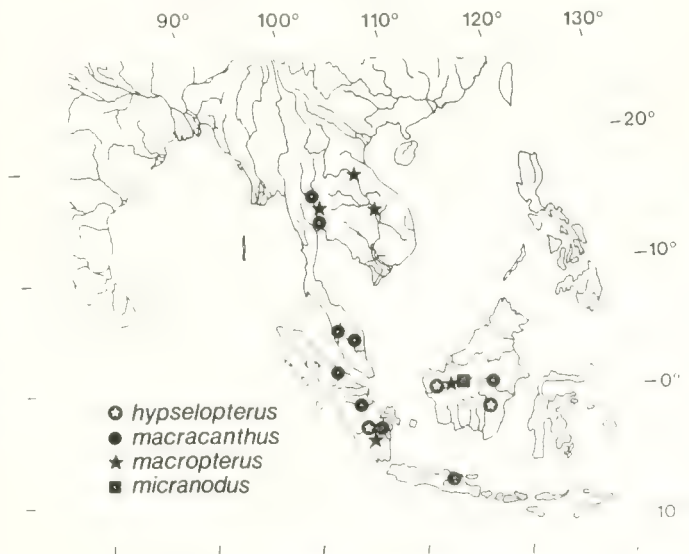 90° 100° 110° 120° 130°
–20°
–10°
–0°
hypselopterus
macracanthus
macropterus
micranodus
10